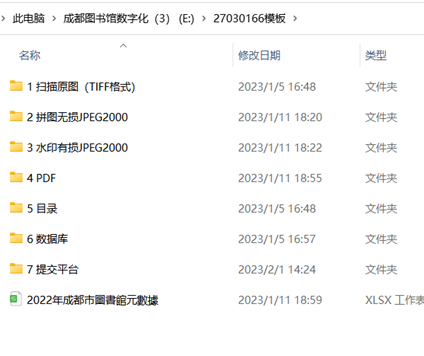 此电脑 > 成都图书馆数字化（3） (E:) > 27030166模板 >
名称 修改日期 类型
1 扫描原图（TIFF格式） 2023/1/5 16:48 文件夹
2 拼图无损JPEG2000 2023/1/11 18:20 文件夹
3 水印有损JPEG2000 2023/1/11 18:22 文件夹
4 PDF 2023/1/11 18:55 文件夹
5 目录 2023/1/5 16:48 文件夹
6 数据库 2023/1/5 16:57 文件夹
7 提交平台 2023/2/1 14:24 文件夹
2022年成都市圖書館元數據 2023/1/11 18:59 XLSX 工作表